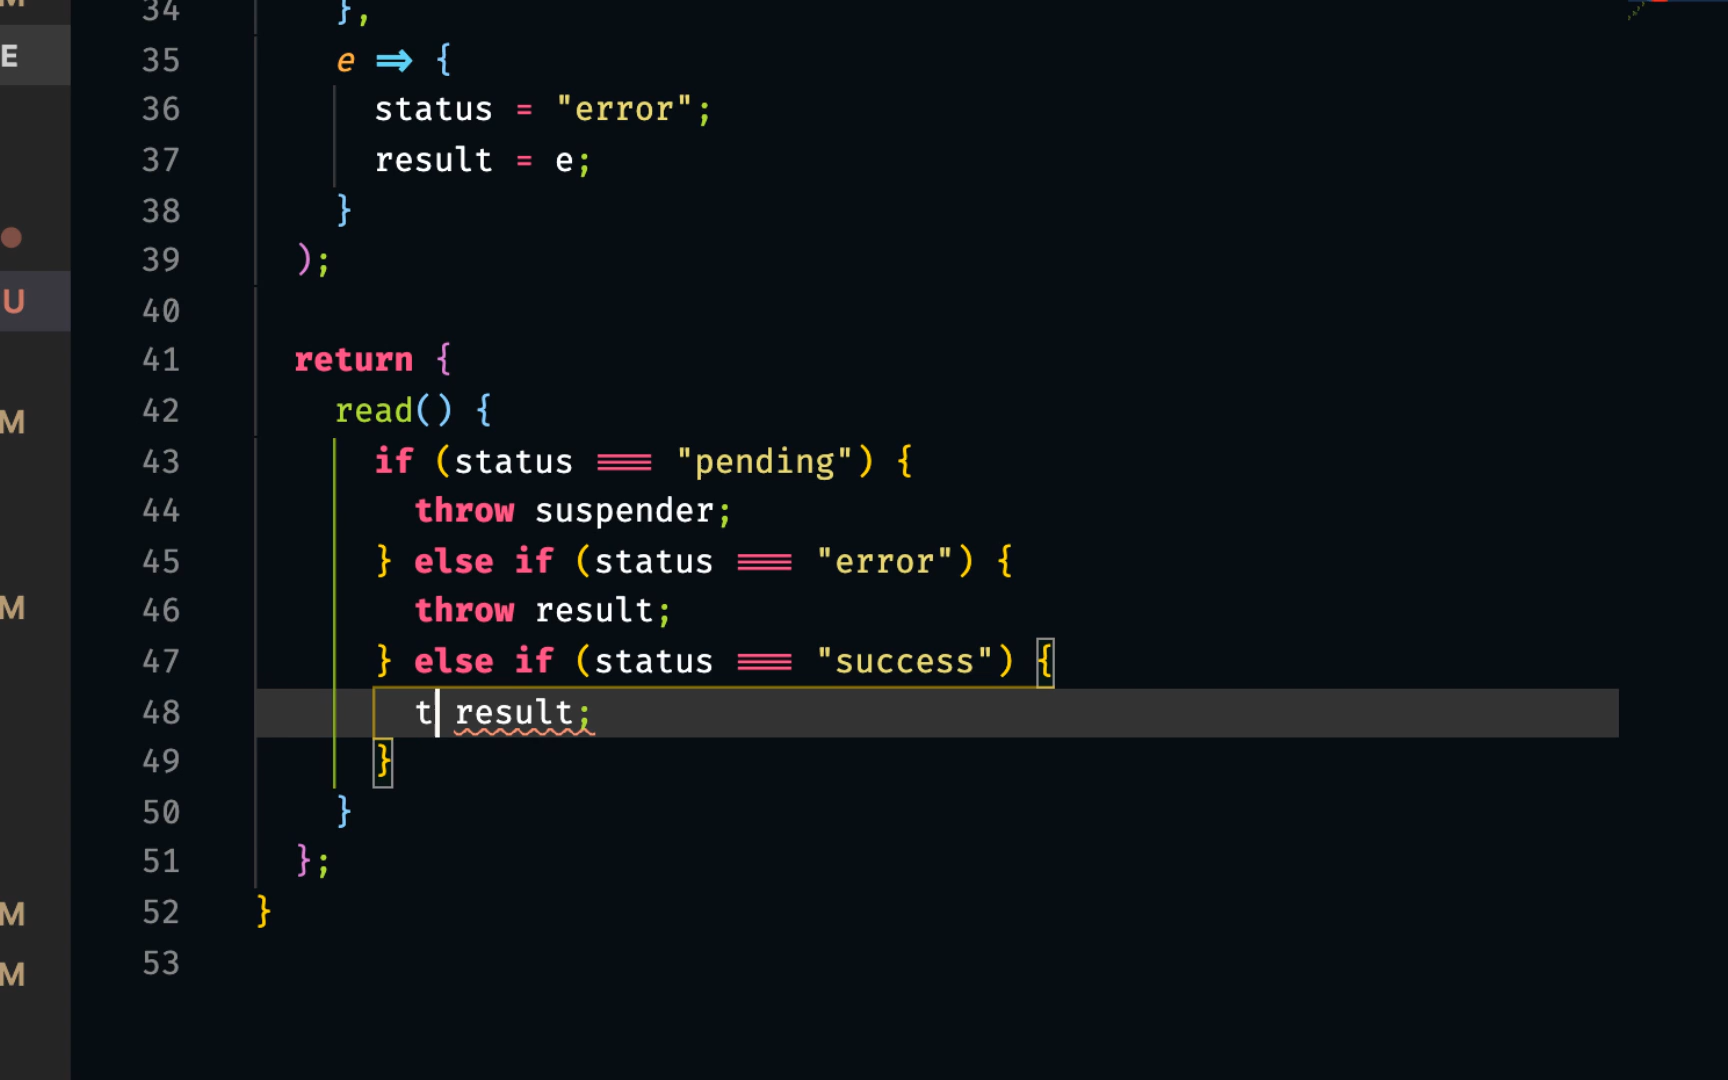 34 },
35 e => {
36 status = "error";
37 result = e;
38 }
39 );
40
41 return {
42 read() {
43 if (status === "pending") {
44 throw suspender;
45 } else if (status === "error") {
46 throw result;
47 } else if (status === "success") {
48 t result;
49 }
50 }
51 };
52 }
53
E
U
M
M
M
M